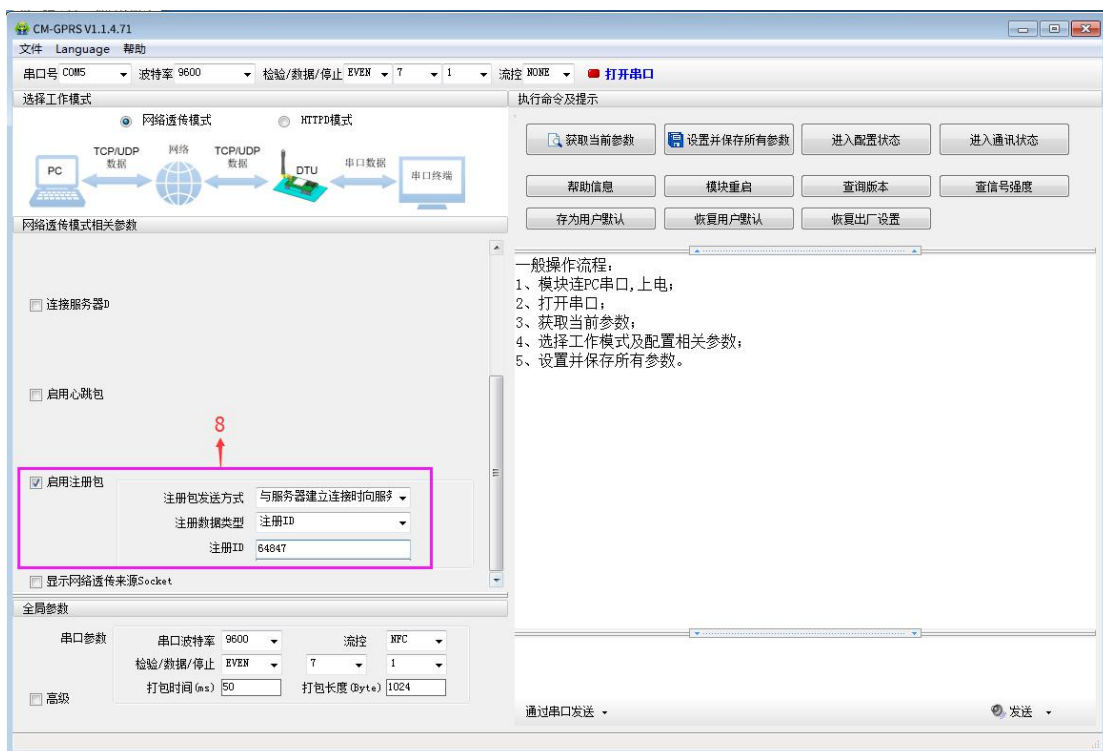 CM-GPRS V1.1.4.71
文件 Language 帮助
串口号 COM5 波特率 9600 检验/数据/停止 EVEN 7 1 流控 NONE 打开串口
选择工作模式
网络透传模式 HTTPD模式
PC
TCP/UDP
数据
网络
TCP/UDP
数据
DTU
串口数据
串口终端
网络透传模式相关参数
连接服务器D
启用心跳包
8
启用注册包
注册包发送方式 与服务器建立连接时向服务
注册数据类型 注册ID
注册ID 64847
显示网络透传来源Socket
全局参数
串口参数 串口波特率 9600 流控 NFC
检验/数据/停止 EVEN 7 1
打包时间(ms) 50 打包长度(Byte) 1024
高级
执行命令及提示
获取当前参数 设置并保存所有参数 进入配置状态 进入通讯状态
帮助信息 模块重启 查询版本 查信号强度
存为用户默认 恢复用户默认 恢复出厂设置
一般操作流程:
1、模块连PC串口,上电;
2、打开串口;
3、获取当前参数;
4、选择工作模式及配置相关参数;
5、设置并保存所有参数。
通过串口发送 发送